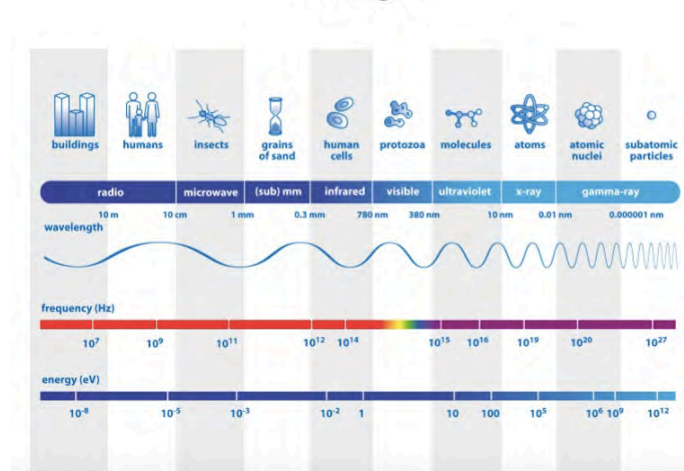 buildings humans insects grains of sand human cells protozoa molecules atoms atomic nuclei subatomic particles
radio microwave (sub) mm infrared visible ultraviolet x-ray gamma-ray
10 m 10 cm 1 mm 0.3 mm 780 nm 380 nm 10 nm 0.01 nm 0.000001 nm
wavelength
frequency (Hz)
10⁷ 10⁹ 10¹¹ 10¹² 10¹⁴ 10¹⁵ 10¹⁶ 10¹⁹ 10²⁰ 10²⁷
energy (eV)
10⁻⁸ 10⁻⁵ 10⁻³ 10⁻² 1 10 100 10⁵ 10⁶ 10⁹ 10¹²